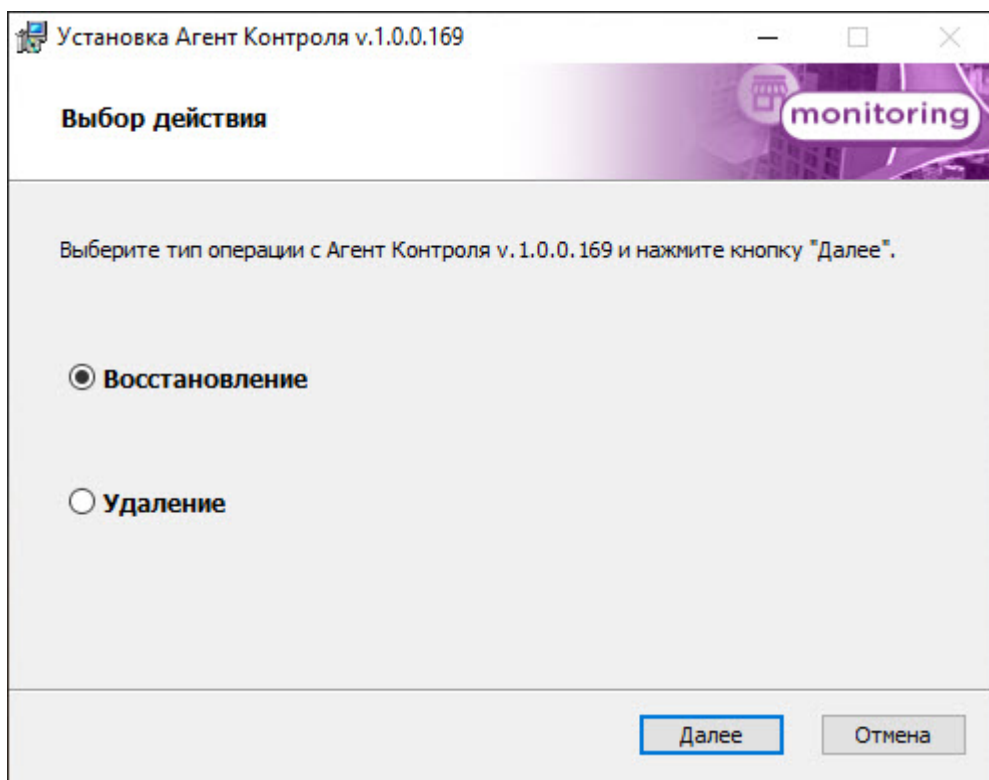 Установка Агент Контроля v.1.0.0.169
Выбор действия
monitoring
Выберите тип операции с Агент Контроля v.1.0.0.169 и нажмите кнопку "Далее".
Восстановление
Удаление
Далее
Отмена